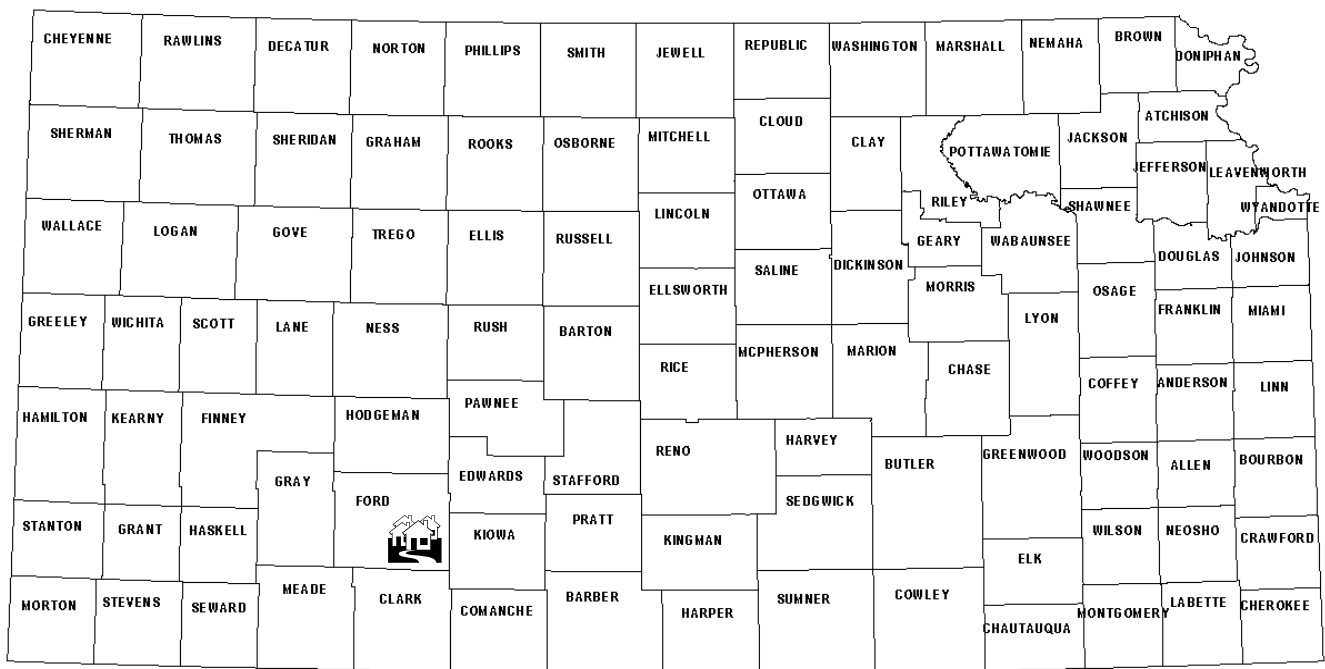 CHEYENNE
RAWLINS
DECATUR
NORTON
PHILLIPS
SMITH
JEWELL
REPUBLIC
WASHINGTON
MARSHALL
NEMAHA
BROWN
DONIPHAN
SHERMAN
THOMAS
SHERIDAN
GRAHAM
ROOKS
OSBORNE
MITCHELL
CLOUD
CLAY
POTTAWATOMIE
JACKSON
ATCHISON
JEFFERSON
LEAVENWORTH
WYANDOTTE
WALLACE
LOGAN
GOVE
TREGO
ELLIS
RUSSELL
LINCOLN
OTTAWA
RILEY
SHAWNEE
GEARY
WABAUNSEE
DOUGLAS
JOHNSON
ELLSWORTH
SALINE
DICKINSON
MORRIS
OSAGE
GREELEY
WICHITA
SCOTT
LANE
NESS
RUSH
BARTON
RICE
MCPHERSON
MARION
CHASE
LYON
FRANKLIN
MIAMI
COFFEY
ANDERSON
LINN
HAMILTON
KEARNY
FINNEY
HODGEMAN
PAWNEE
RENO
HARVEY
BUTLER
GREENWOOD
WOODSON
ALLEN
BOURBON
GRAY
FORD
EDWARDS
STAFFORD
SEDGWICK
STANTON
GRANT
HASKELL
KIOWA
PRATT
KINGMAN
ELK
WILSON
NEOSHO
CRAWFORD
MORTON
STEVENS
SEWARD
MEADE
CLARK
COMANCHE
BARBER
HARPER
SUMNER
COWLEY
CHAUTAUQUA
MONTGOMERY
LABETTE
CHEROKEE